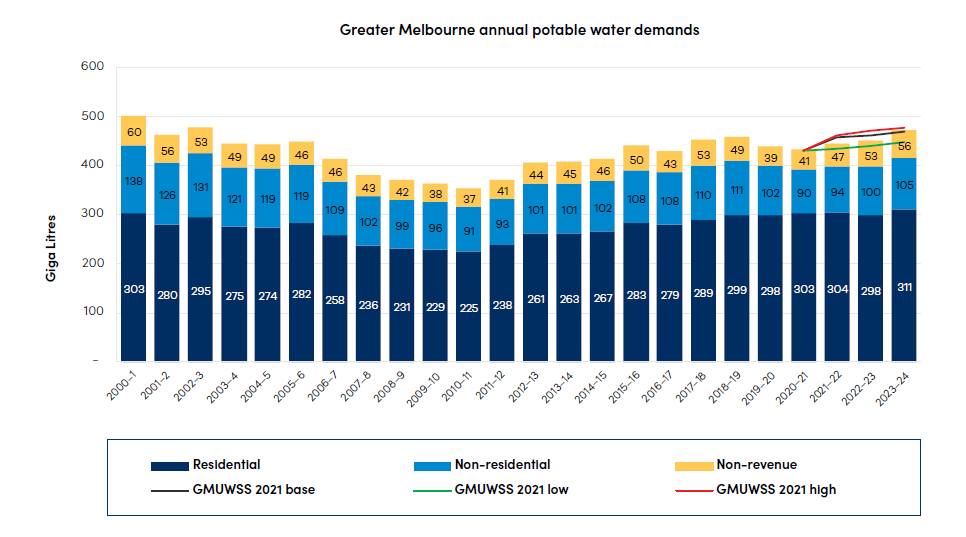 Greater Melbourne annual potable water demands
Giga Litres
600
500
400
300
200
100
–
60 56 53 49 49 46 46 43 42 38 37 41 44 45 46 50 43 53 49 39 41 47 53 56
138 126 131 121 119 119 109 102 99 96 91 93 101 101 102 108 108 110 111 102 90 94 100 105
303 280 295 275 274 282 258 236 231 229 225 238 261 263 267 283 279 289 299 298 303 304 298 311
2000–1 2001–2 2002–3 2003–4 2004–5 2005–6 2006–7 2007–8 2008–9 2009–10 2010–11 2011–12 2012–13 2013–14 2014–15 2015–16 2016–17 2017–18 2018–19 2019–20 2020–21 2021–22 2022–23 2023–24
Residential Non-residential Non-revenue
GMUWSS 2021 base GMUWSS 2021 low GMUWSS 2021 high